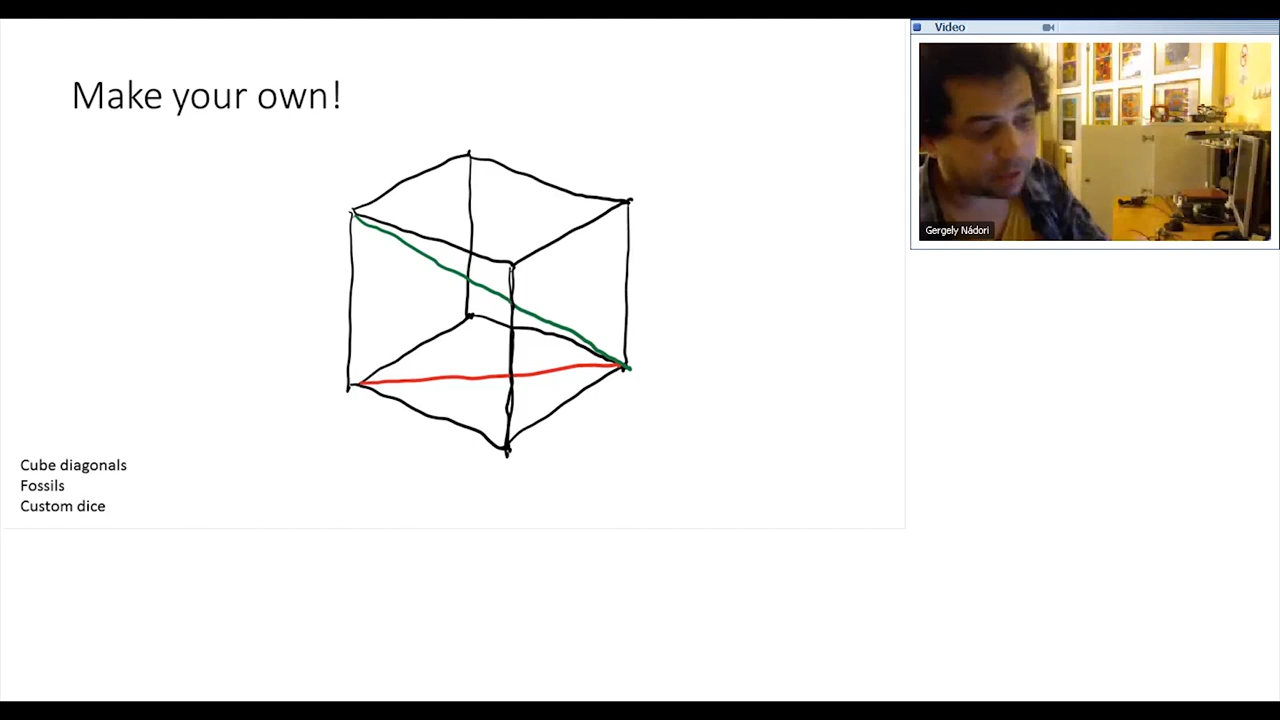 Make your own!
Cube diagonals
Fossils
Custom dice
Video
Gergely Nádori